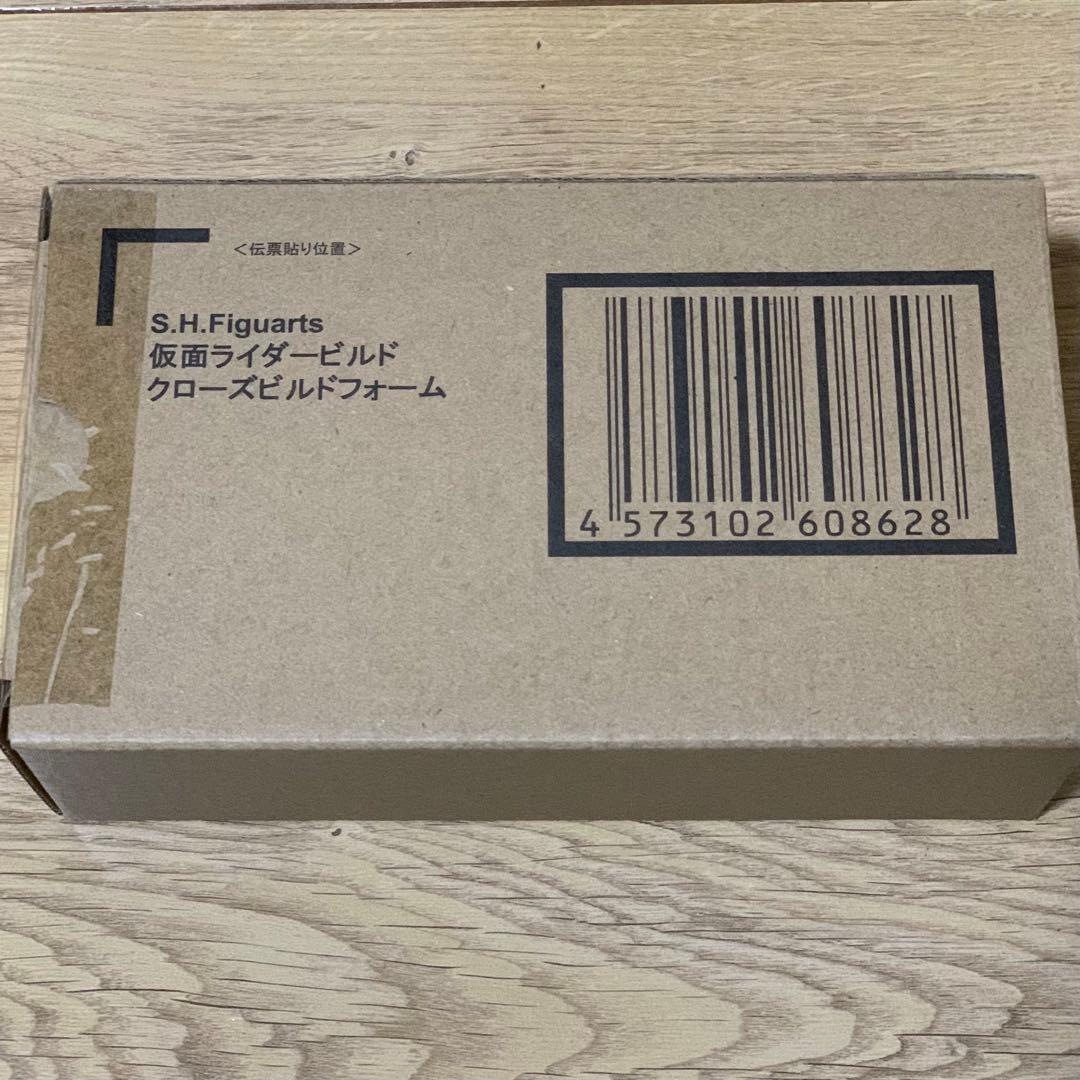 ＜伝票貼り位置＞
S.H.Figuarts
仮面ライダービルド
クローズビルドフォーム
4 573102 608628